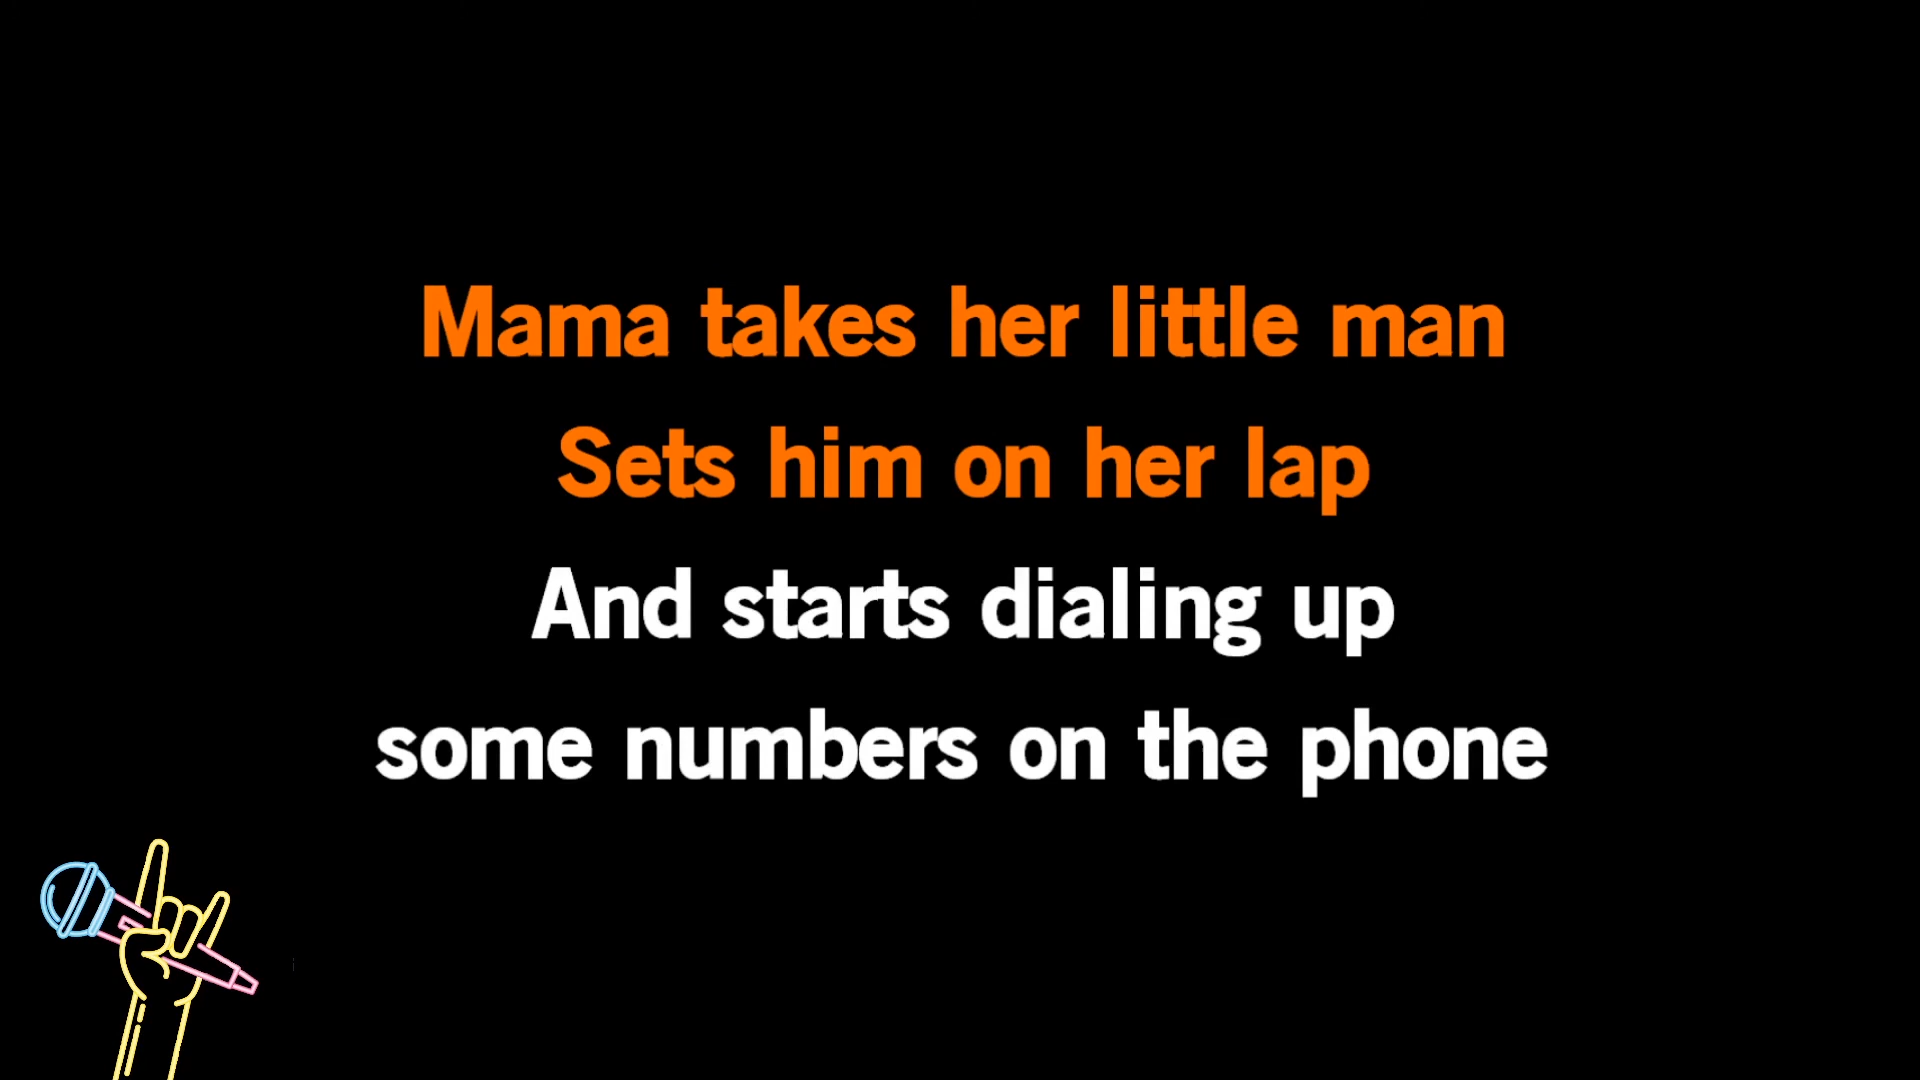 Mama takes her little man
Sets him on her lap
And starts dialing up
some numbers on the phone